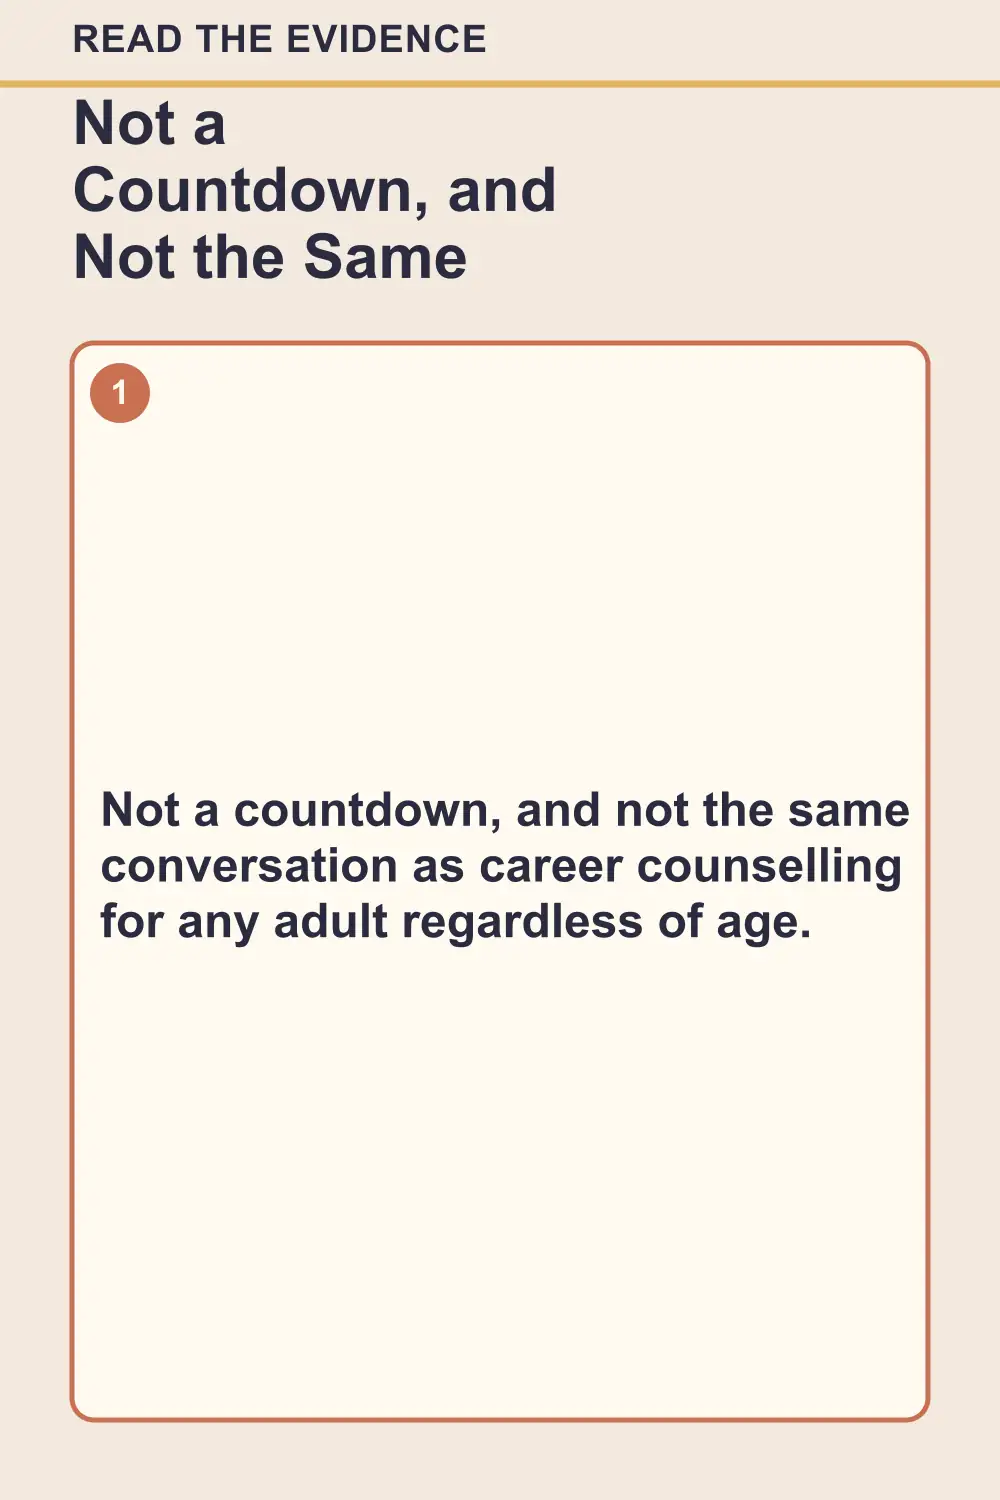 READ THE EVIDENCE
Not a
Countdown, and
Not the Same
1
Not a countdown, and not the same
conversation as career counselling
for any adult regardless of age.